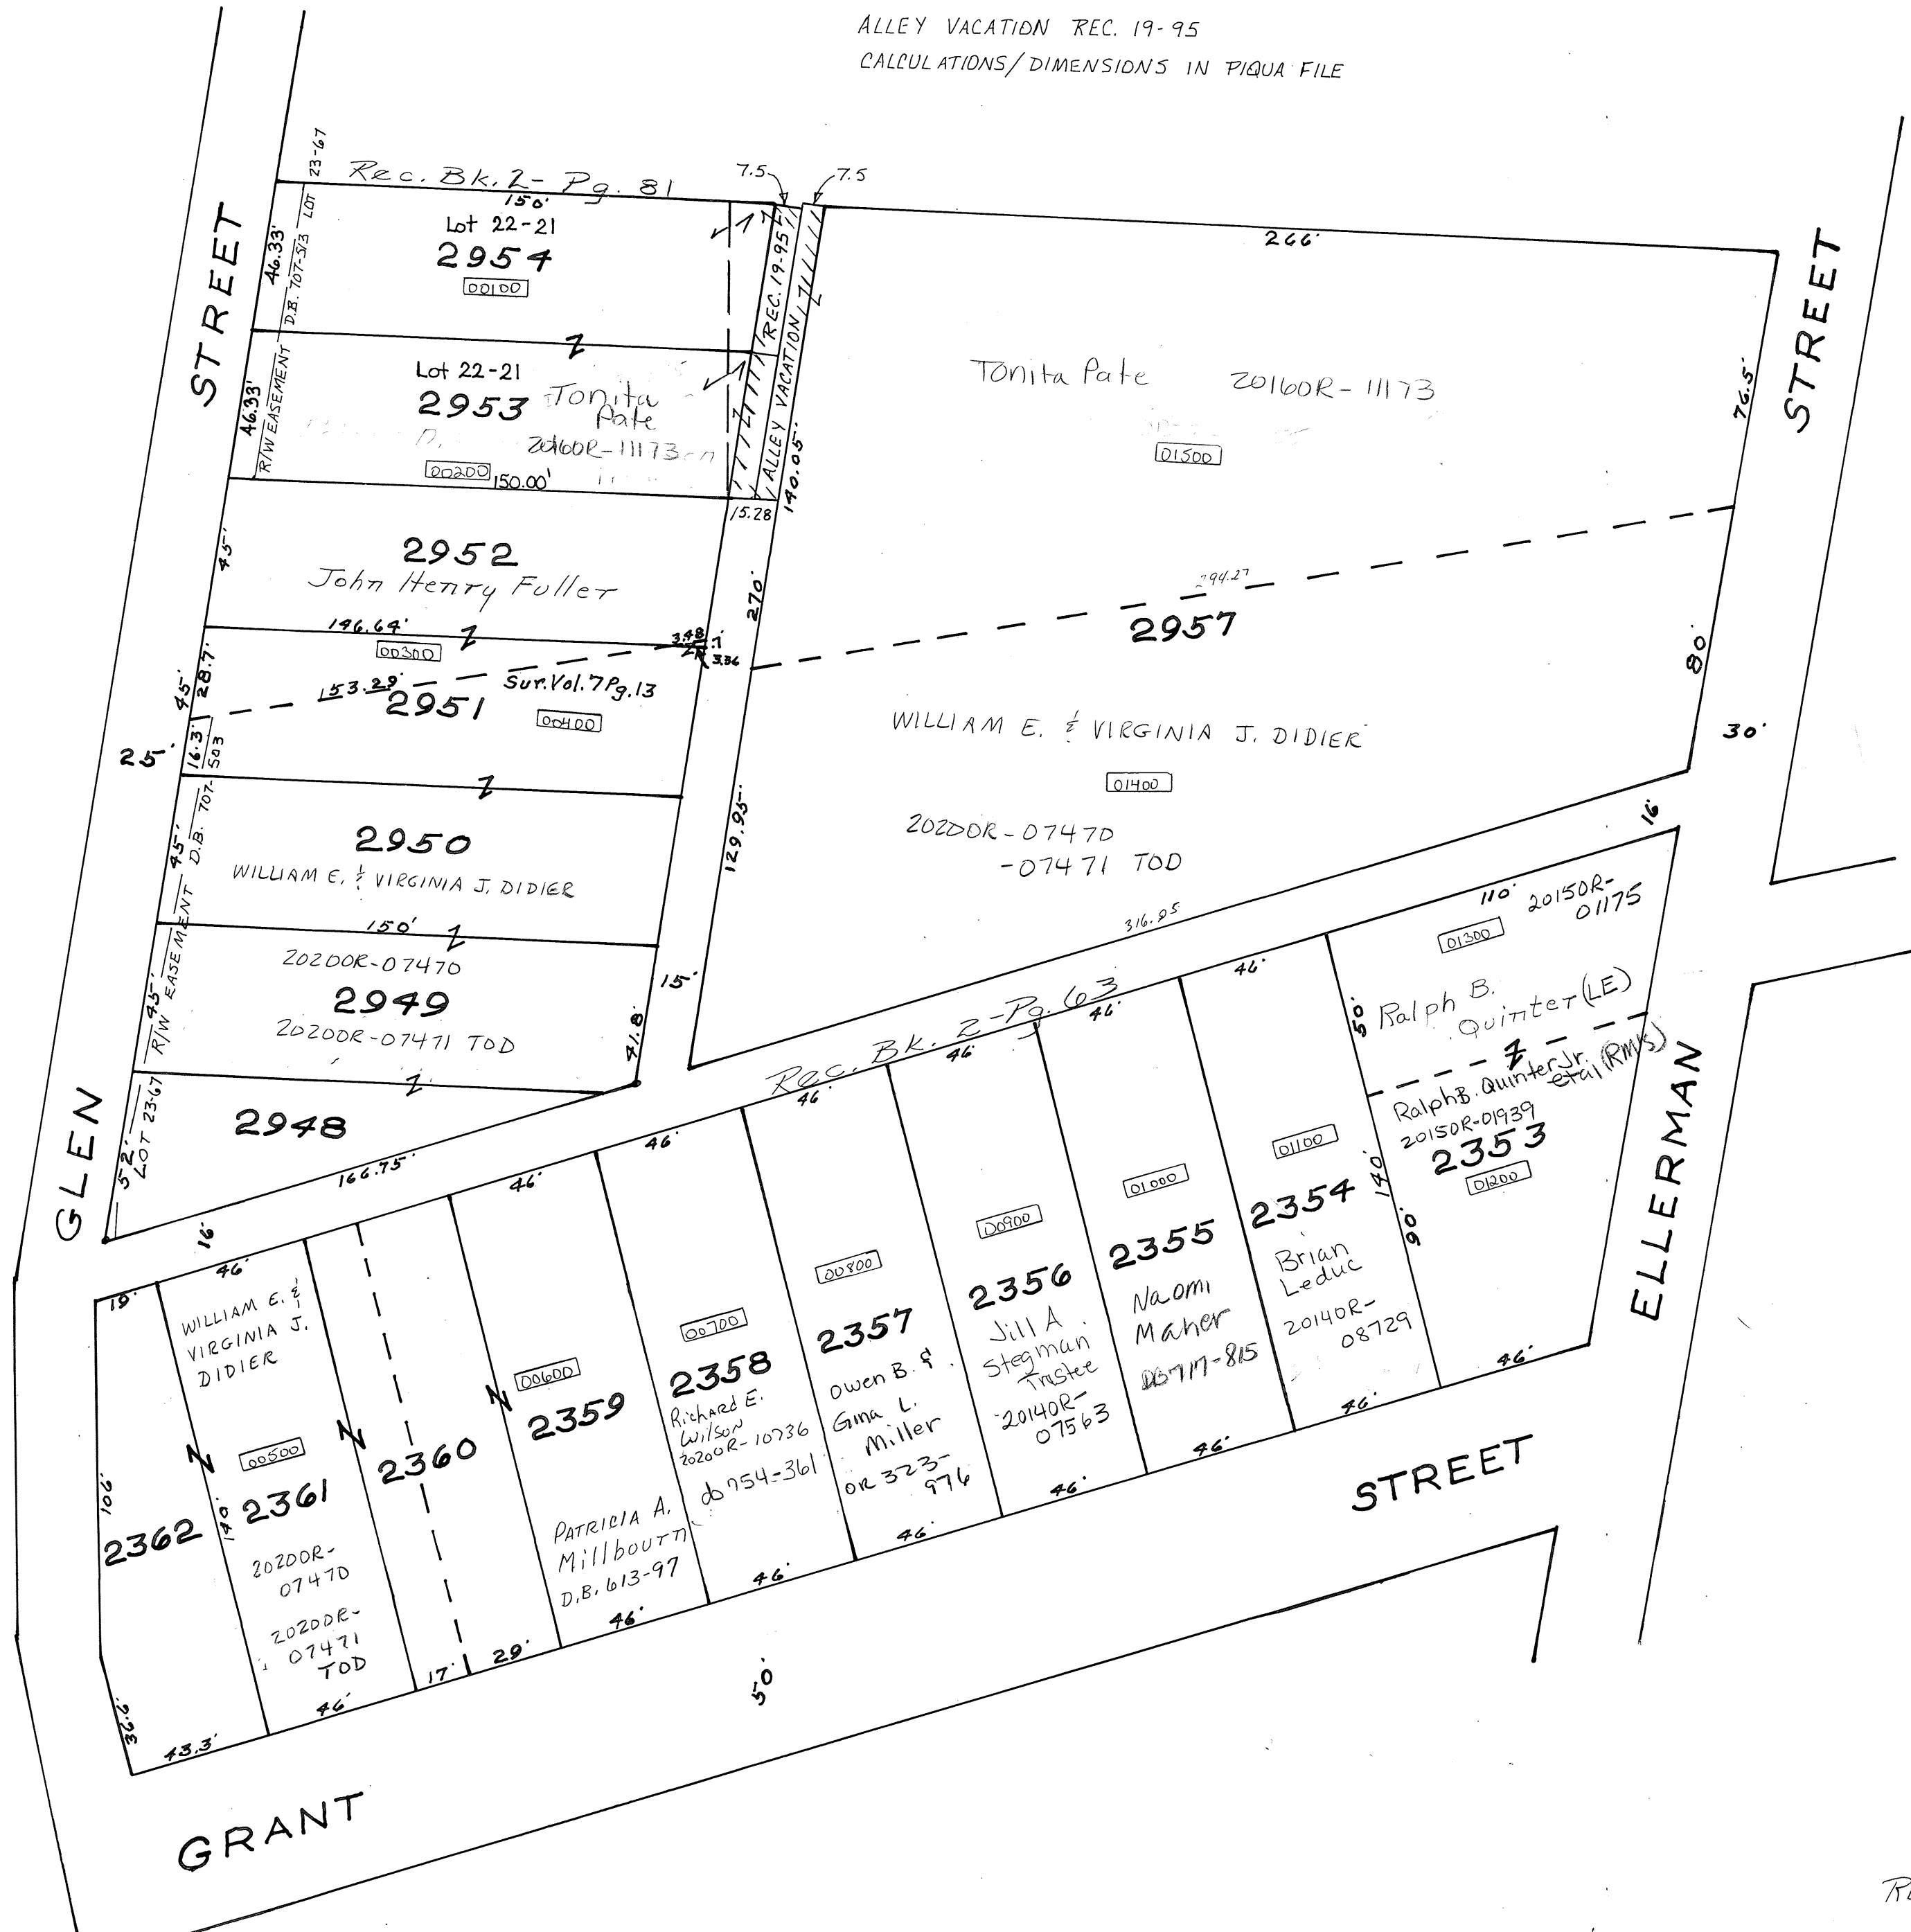 ALLEY VACATION REC. 19-95
CALCULATIONS/DIMENSIONS IN PIQUA FILE
23-67
Rec. Bk. 2- Pg. 81
150'
7.5
7.5
STREET
46.33'
D.B. 707-513 LOT
Lot 22-21
2954
00100
REC. 19-95
ALLEY VACATION
266'
STREET
46.33'
R/W EASEMENT
Lot 22-21
2953
Tonita
Pate
20160R-11173
00200
150.00'
140.05'
15.28
Tonita Pate
20160R-11173
01500
76.5'
45'
2952
John Henry Fuller
146.64'
00300
3.48
.1'
3.36
270'
294.27
2957
80'
45'
28.7'
153.29'
Sur.Vol.7Pg.13
2951
00400
16.3'
503
25'
WILLIAM E. & VIRGINIA J. DIDIER
01400
20200R-07470
-07471 TOD
30'
16'
D.B. 707-
45'
2950
WILLIAM E. & VIRGINIA J. DIDIER
150'
129.95'
316.85
R/W EASEMENT
45'
20200R-07470
2949
20200R-07471 TOD
41.8'
15'
Rec. Bk. 2-Pg. 63
GLEN
52'
LOT 23-67
2948
166.75'
16'
110'
20150R-
01175
01300
Ralph B.
Quinter(LE)
50'
Ralph B. Quinter Jr.
etal (RM/S)
20150R-01939
2353
01200
140'
90'
46'
ELLERMAN
46'
46'
01100
2354
Brian
Leduc
20140R-
08729
46'
46'
01000
2355
Naomi
Maher
DB717-815
46'
46'
00900
2356
Jill A.
Stegman
Trustee
20140R-
07563
46'
46'
00800
2357
Owen B. &
Gina L.
Miller
OR 323-
976
46'
46'
00700
2358
Richard E.
Wilson
20200R-10736
db754-361
46'
46'
00600
2359
PATRICIA A.
Millbourn
D.B. 613-97
46'
2360
17'
29'
46'
WILLIAM E. &
VIRGINIA J.
DIDIER
00500
2361
140'
20200R-
07470
20200R-
07471
TOD
46'
19'
106'
2362
36.6'
43.3'
50'
GRANT
STREET